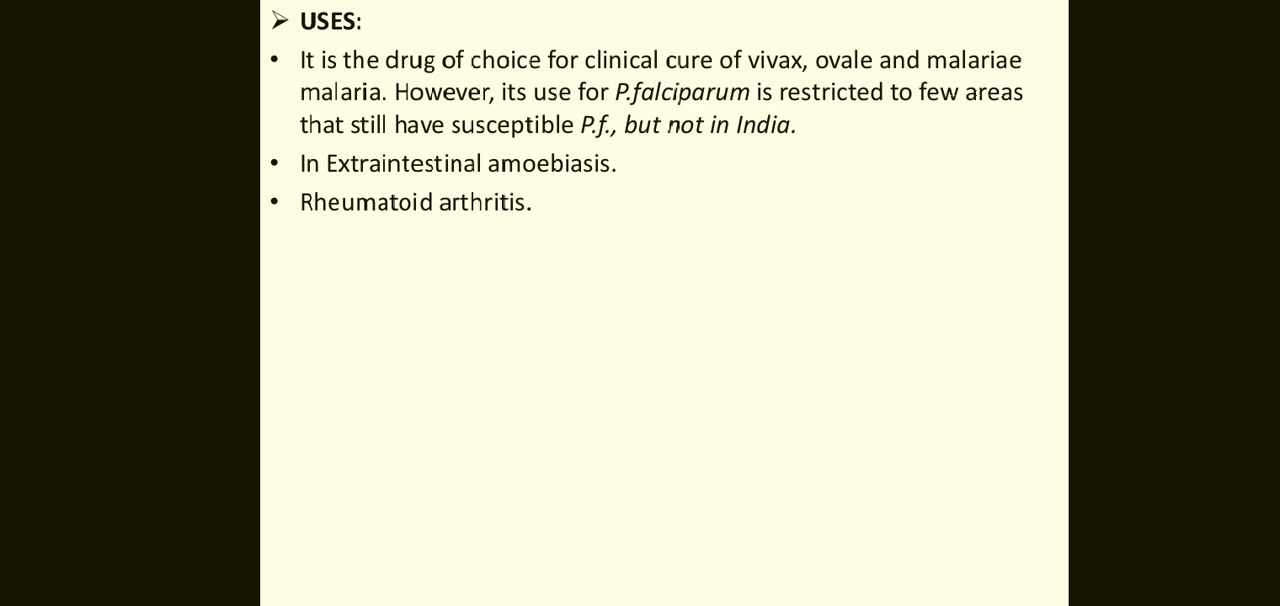 ➢ USES:
• It is the drug of choice for clinical cure of vivax, ovale and malariae
malaria. However, its use for P.falciparum is restricted to few areas
that still have susceptible P.f., but not in India.
• In Extraintestinal amoebiasis.
• Rheumatoid arthritis.